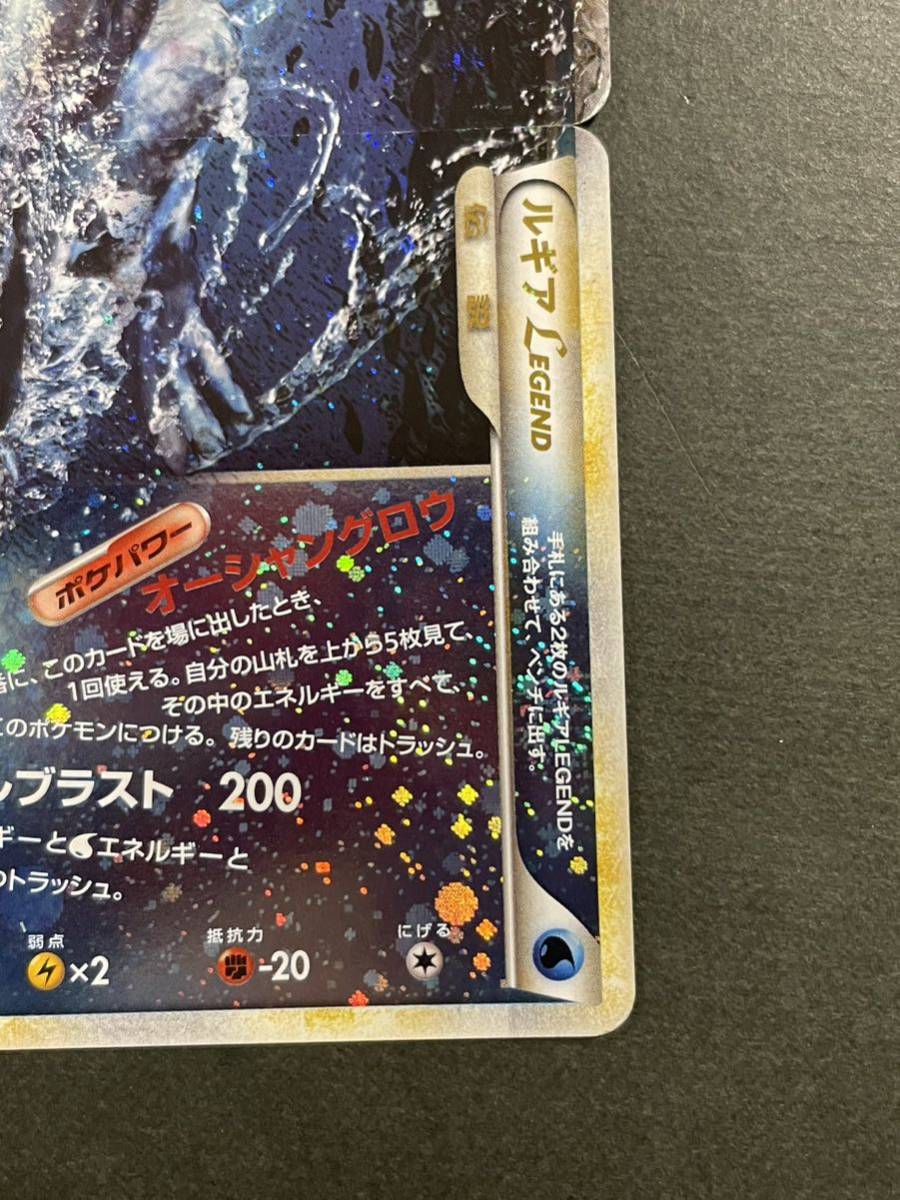 伝説
ルギアLEGEND
手札にある2枚のルギアLEGENDを
組み合わせて、ベンチに出す。
ポケパワー
オーシャングロウ
番に、このカードを場に出したとき、
1回使える。自分の山札を上から5枚見て、
その中のエネルギーをすべて、
このポケモンにつける。残りのカードはトラッシュ。
ルブラスト 200
ギーとエネルギーと
のトラッシュ。
弱点
×2
抵抗力
-20
にげる